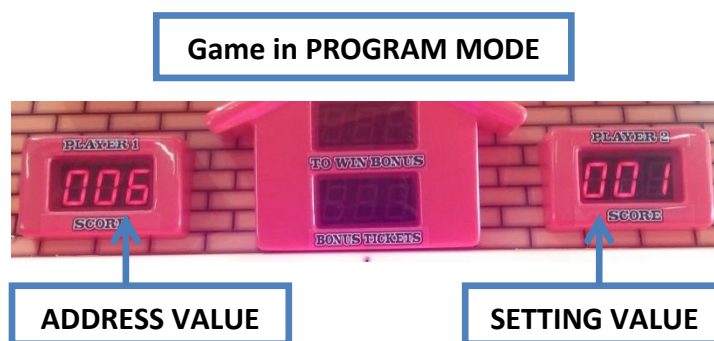 Game in PROGRAM MODE
PLAYER 1
006
SCORE
TO WIN BONUS
BONUS TICKETS
PLAYER 2
001
SCORE
ADDRESS VALUE
SETTING VALUE